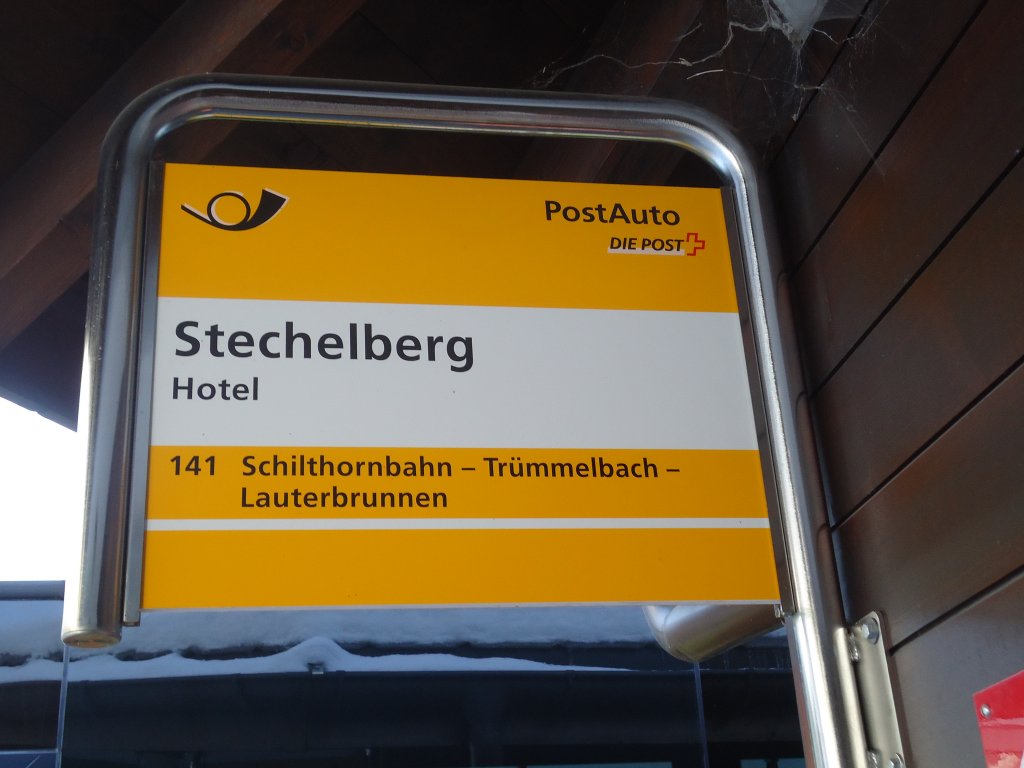 PostAuto
DIE POST
Stechelberg
Hotel
141 Schilthornbahn – Trümmelbach –
Lauterbrunnen